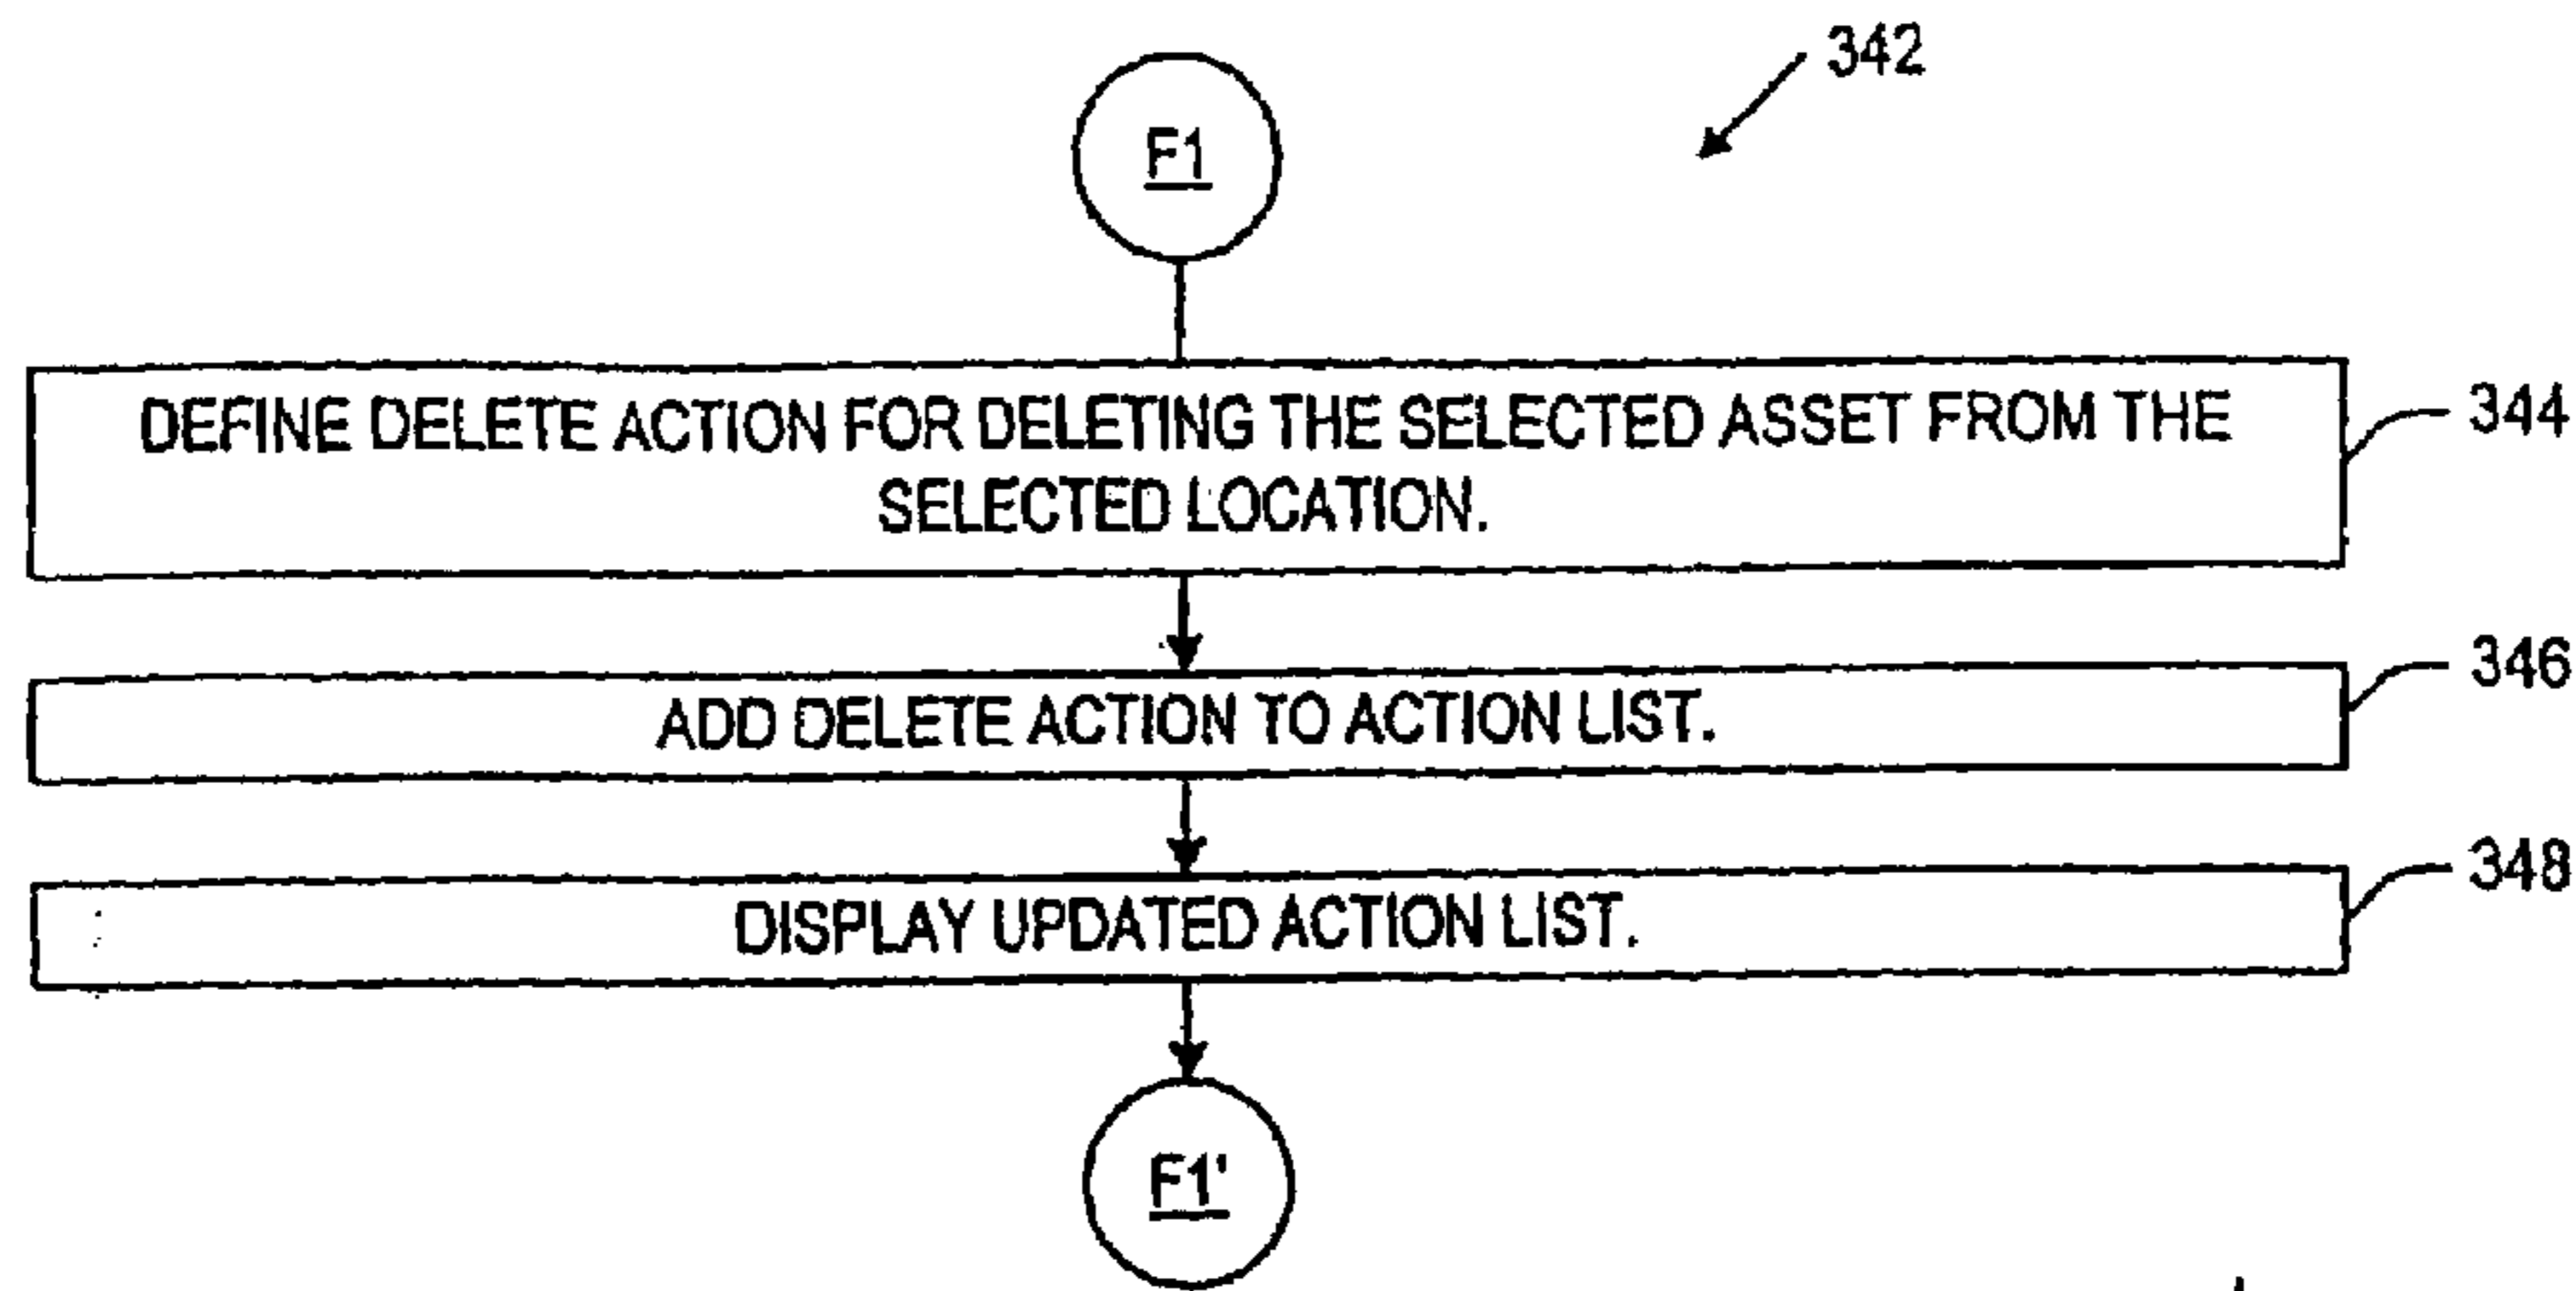 342
F1
DEFINE DELETE ACTION FOR DELETING THE SELECTED ASSET FROM THE
SELECTED LOCATION.
344
ADD DELETE ACTION TO ACTION LIST.
346
DISPLAY UPDATED ACTION LIST.
348
F1'